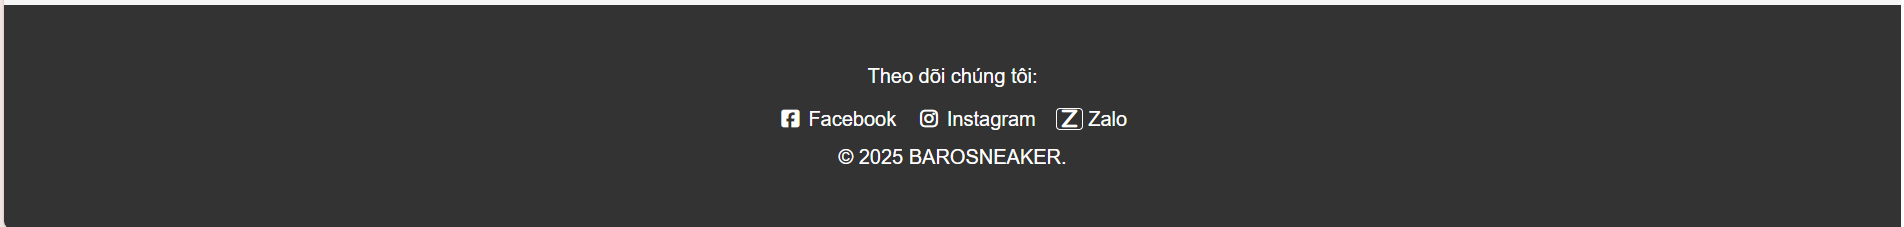 Theo dõi chúng tôi:
Facebook Instagram Z Zalo
© 2025 BAROSNEAKER.